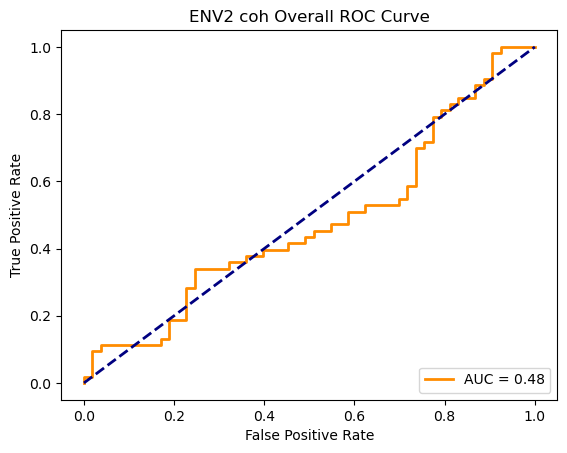 ENV2 coh Overall ROC Curve
True Positive Rate
1.0
0.8
0.6
0.4
0.2
0.0
AUC = 0.48
0.0 0.2 0.4 0.6 0.8 1.0
False Positive Rate